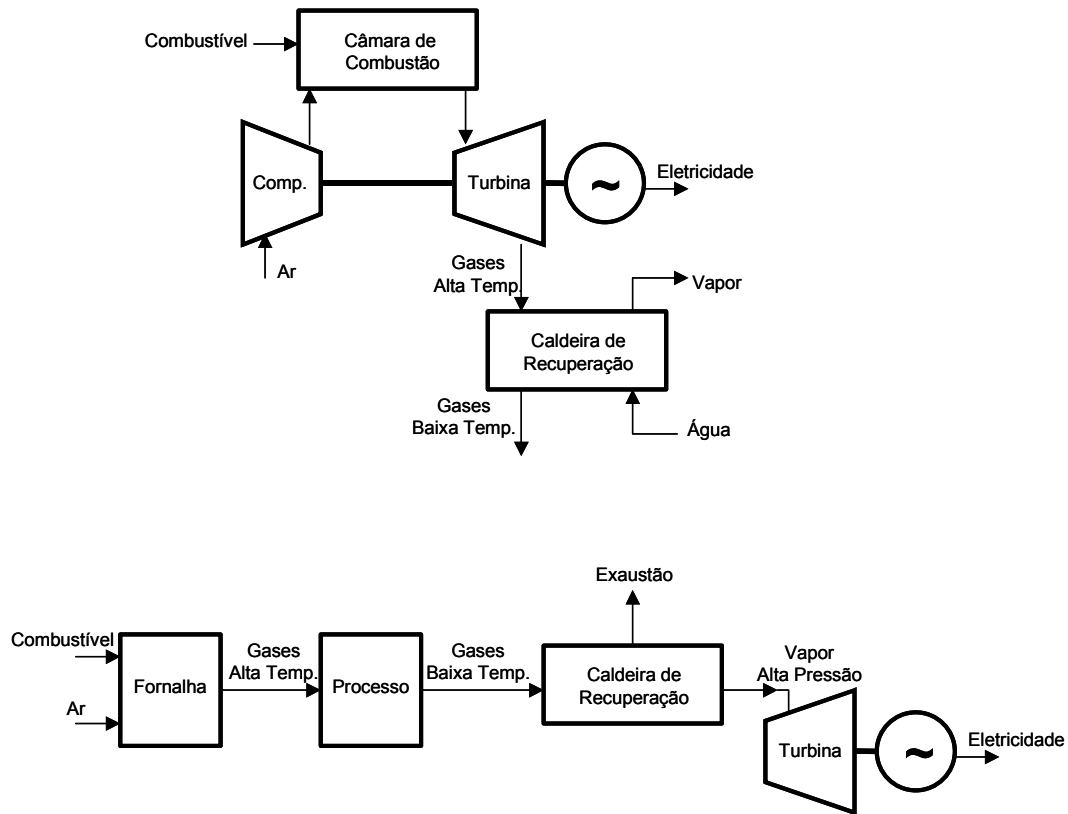 Combustível
Câmara de
Combustão
Comp.
Turbina
~
Eletricidade
Ar
Gases
Alta Temp.
Vapor
Caldeira de
Recuperação
Gases
Baixa Temp.
Água
Exaustão
Combustível
Ar
Fornalha
Gases
Alta Temp.
Processo
Gases
Baixa Temp.
Caldeira de
Recuperação
Vapor
Alta Pressão
Turbina
~
Eletricidade